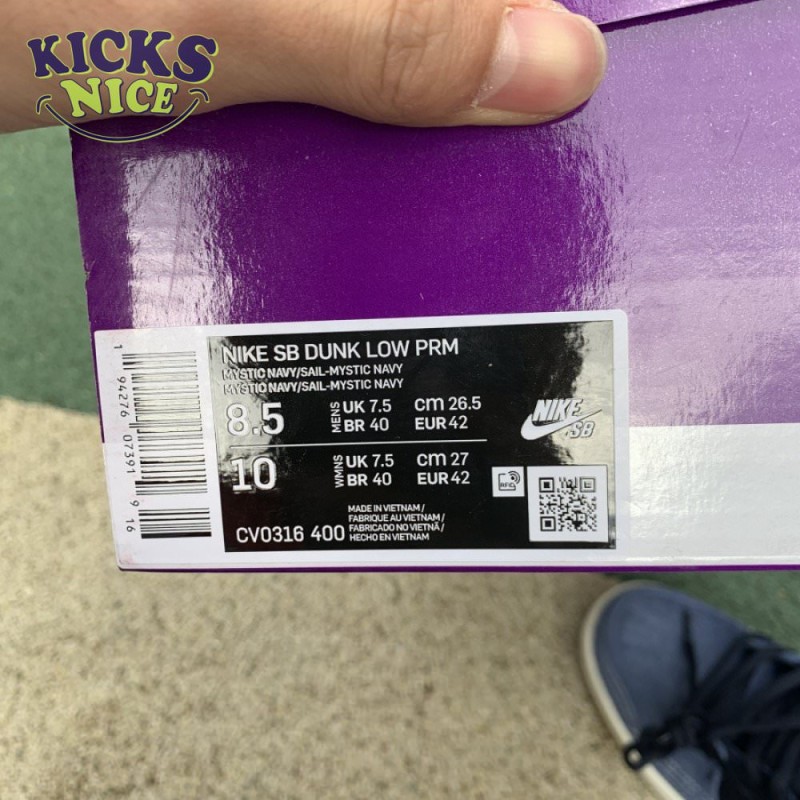 KICKS
NICE
NIKE SB DUNK LOW PRM
MYSTIC NAVY/SAIL-MYSTIC NAVY
MYSTIC NAVY/SAIL-MYSTIC NAVY
8.5 MENS UK 7.5 CM 26.5
BR 40 EUR 42
10 WMNS UK 7.5 CM 27
BR 40 EUR 42
NIKE
SB
RFID
CV0316 400
MADE IN VIETNAM/
FABRIQUE AU VIETNAM/
FABRICADO NO VIETNÃ/
HECHO EN VIETNAM
1 94276 07391 9 16